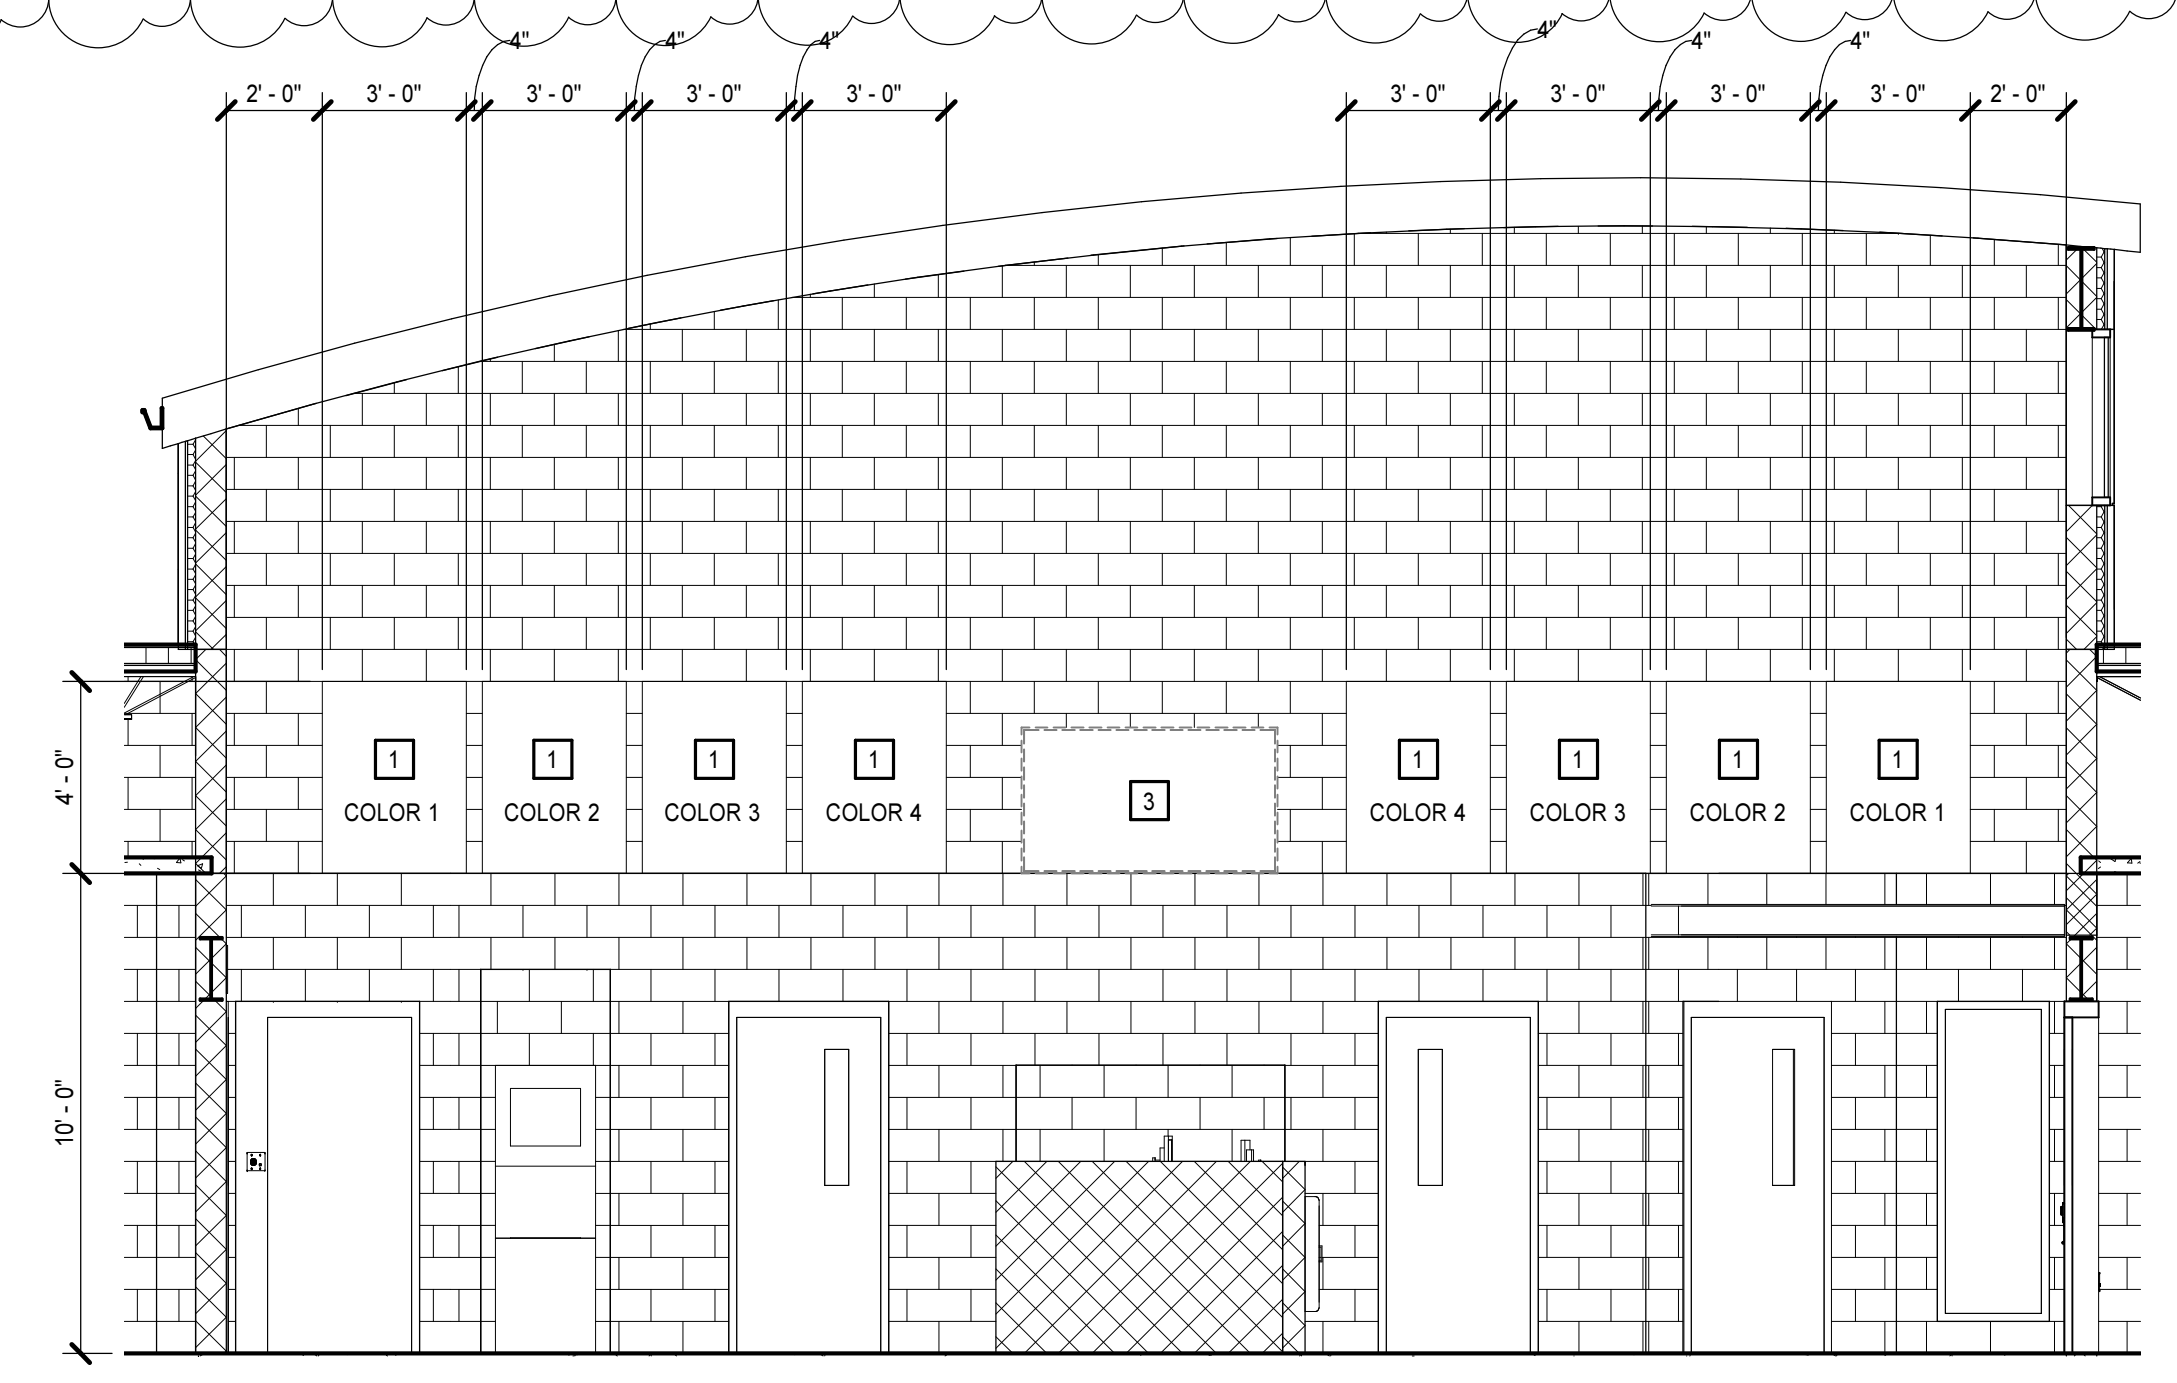 4" 4" 4" 4" 4" 4"
2' - 0" 3' - 0" 3' - 0" 3' - 0" 3' - 0" 3' - 0" 3' - 0" 3' - 0" 3' - 0" 2' - 0"
4' - 0"
1 1 1 1 1 1 1 1
3
COLOR 1 COLOR 2 COLOR 3 COLOR 4 COLOR 4 COLOR 3 COLOR 2 COLOR 1
10' - 0"